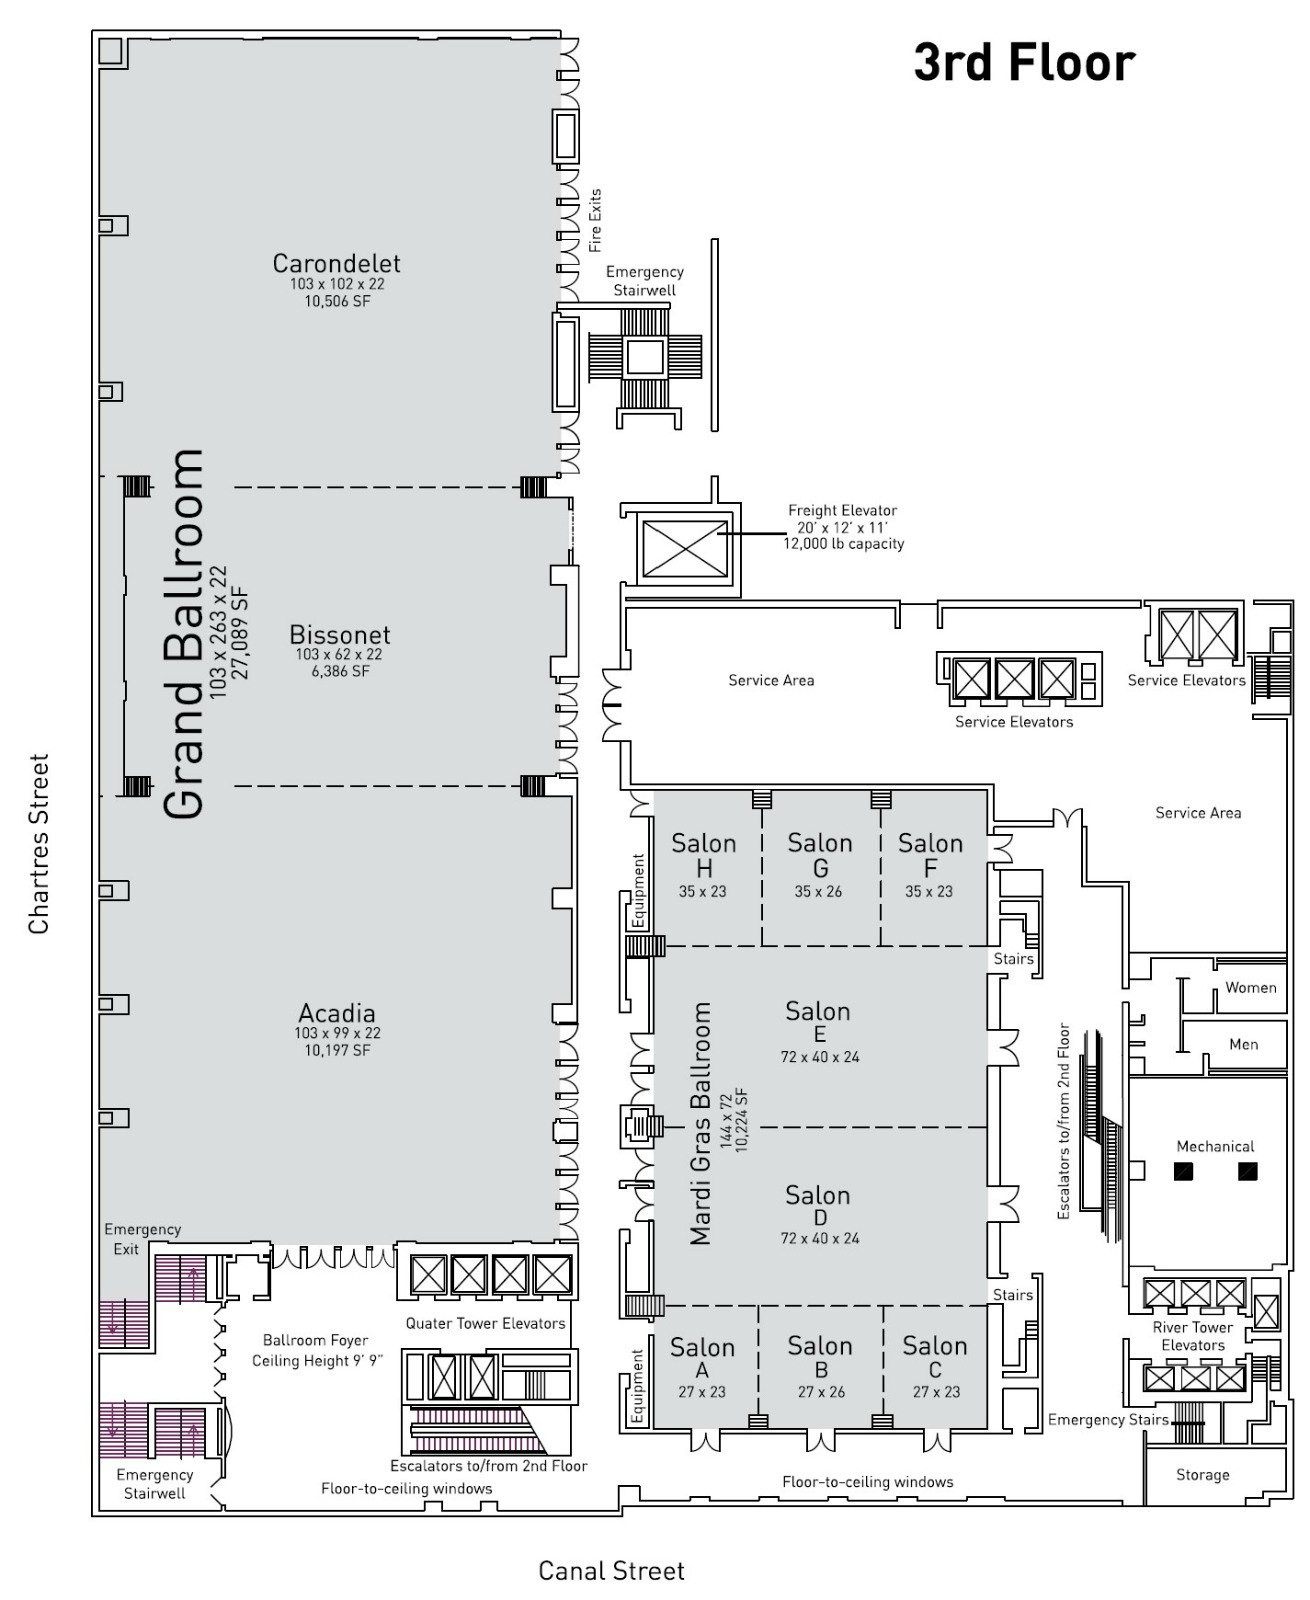 3rd Floor
Fire Exits
Carondelet
103 x 102 x 22
10,506 SF
Emergency
Stairwell
Grand Ballroom
103 x 263 x 22
27,089 SF
Freight Elevator
20' x 12' x 11'
12,000 lb capacity
Bissonet
103 x 62 x 22
6,386 SF
Service Area
Service Elevators
Service Elevators
Chartres Street
Service Area
Equipment
Salon
H
35 x 23
Salon
G
35 x 26
Salon
F
35 x 23
Stairs
Women
Men
Acadia
103 x 99 x 22
10,197 SF
Mardi Gras Ballroom
144 x 72
10,224 SF
Salon
E
72 x 40 x 24
Escalators to/from 2nd Floor
Mechanical
Salon
D
72 x 40 x 24
Emergency
Exit
Stairs
Quater Tower Elevators
Ballroom Foyer
Ceiling Height 9' 9"
River Tower
Elevators
Equipment
Salon
A
27 x 23
Salon
B
27 x 26
Salon
C
27 x 23
Emergency Stairs
Escalators to/from 2nd Floor
Emergency
Stairwell
Floor-to-ceiling windows
Floor-to-ceiling windows
Storage
Canal Street